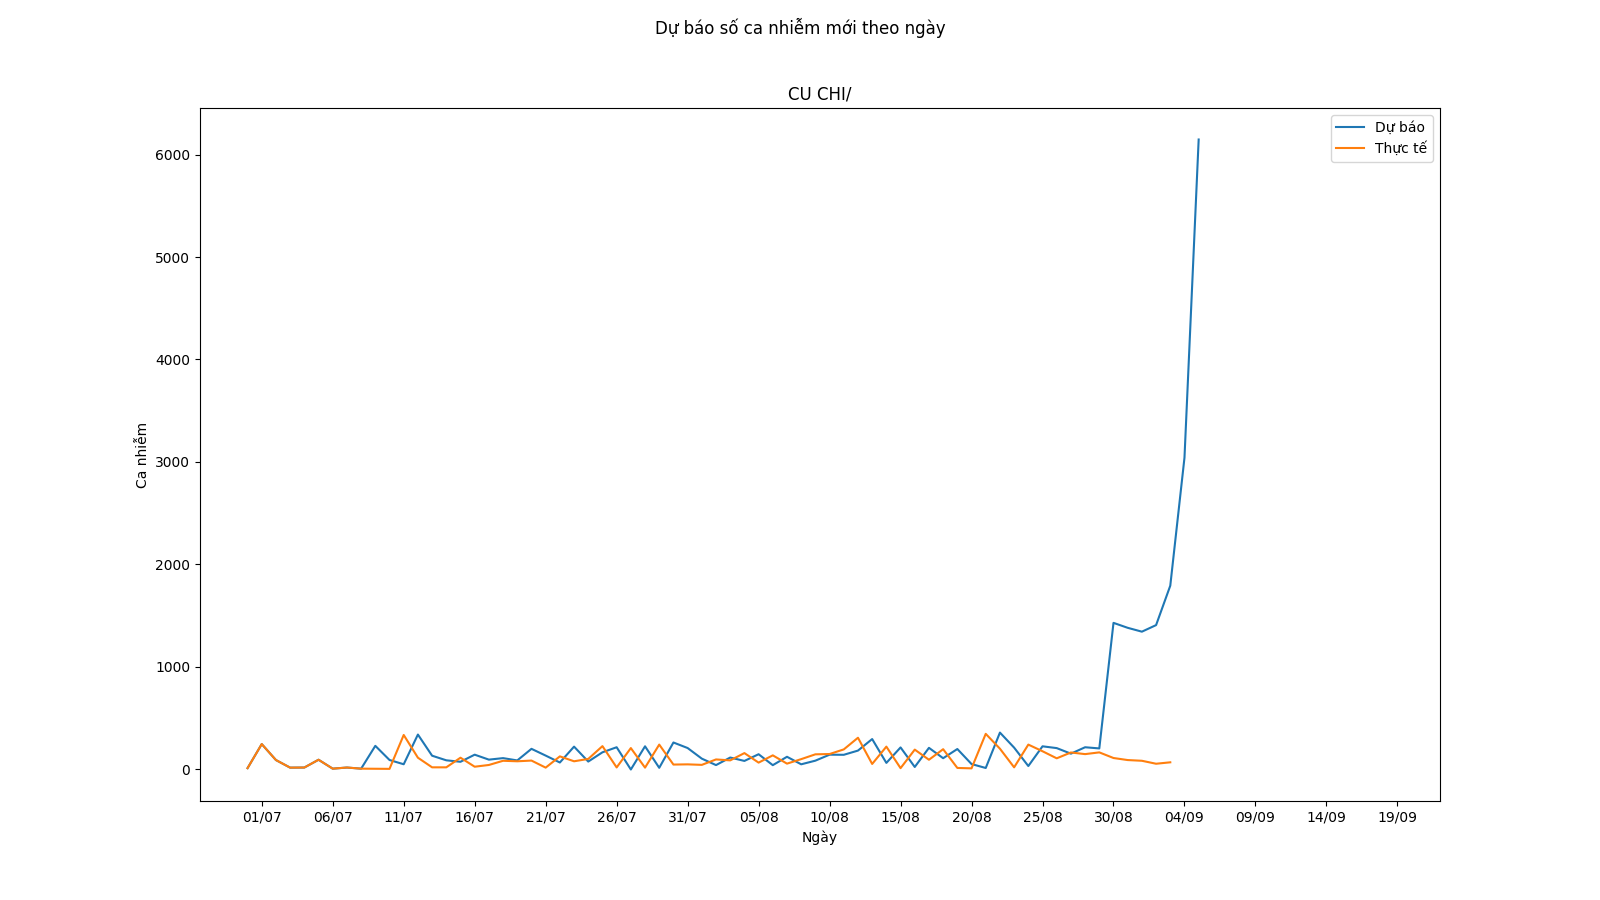 Dự báo số ca nhiễm mới theo ngày
CU CHI/
Dự báo
Thực tế
6000
5000
4000
3000
2000
1000
0
Ca nhiễm
01/07 06/07 11/07 16/07 21/07 26/07 31/07 05/08 10/08 15/08 20/08 25/08 30/08 04/09 09/09 14/09 19/09
Ngày